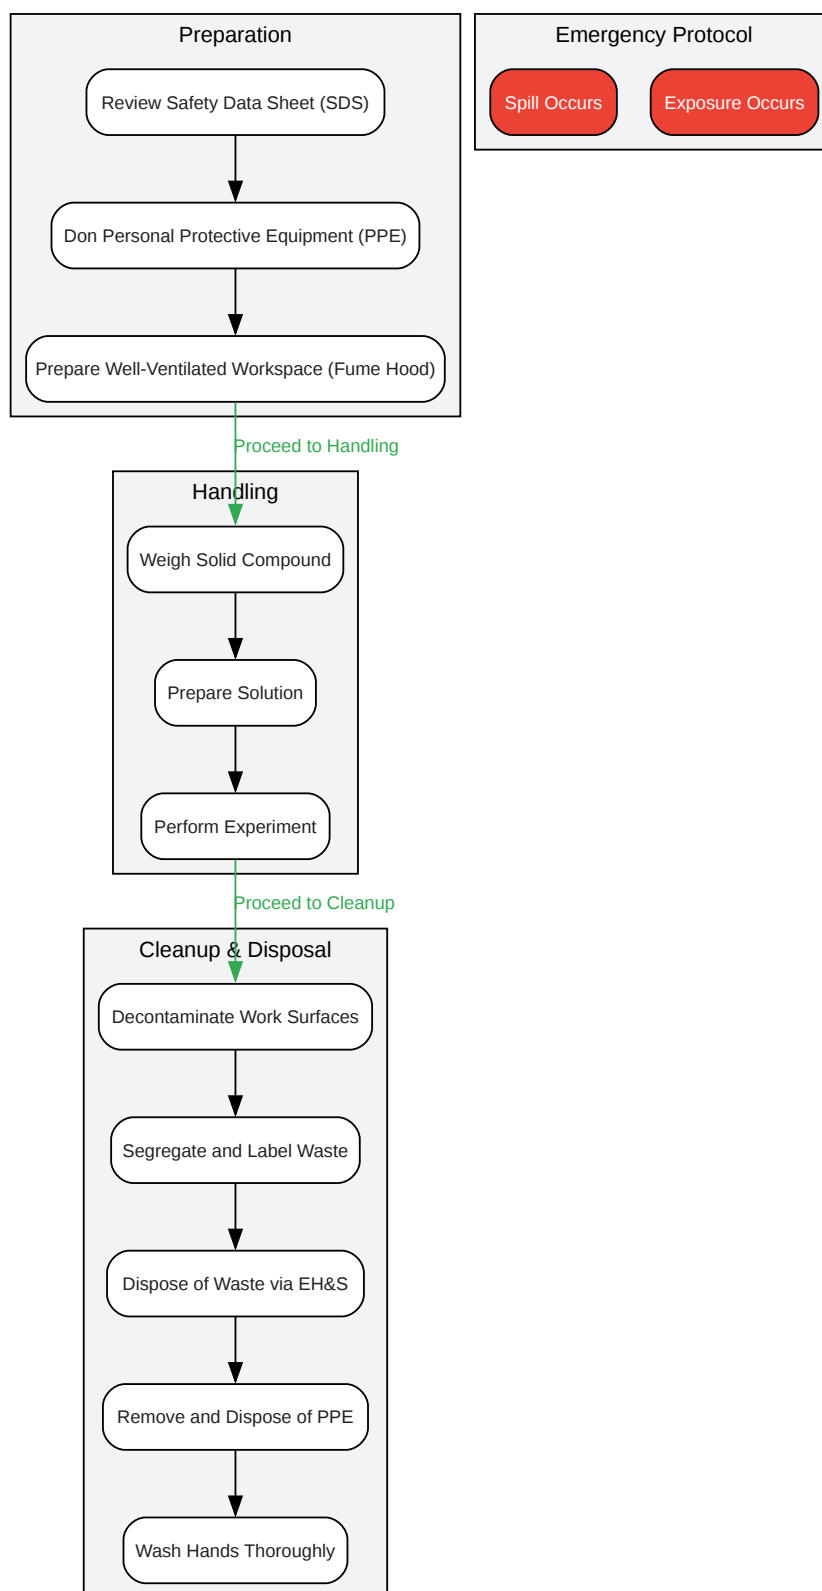 Preparation
Review Safety Data Sheet (SDS)
Don Personal Protective Equipment (PPE)
Prepare Well-Ventilated Workspace (Fume Hood)
Emergency Protocol
Spill Occurs
Exposure Occurs
Proceed to Handling
Handling
Weigh Solid Compound
Prepare Solution
Perform Experiment
Proceed to Cleanup
Cleanup & Disposal
Decontaminate Work Surfaces
Segregate and Label Waste
Dispose of Waste via EH&S
Remove and Dispose of PPE
Wash Hands Thoroughly